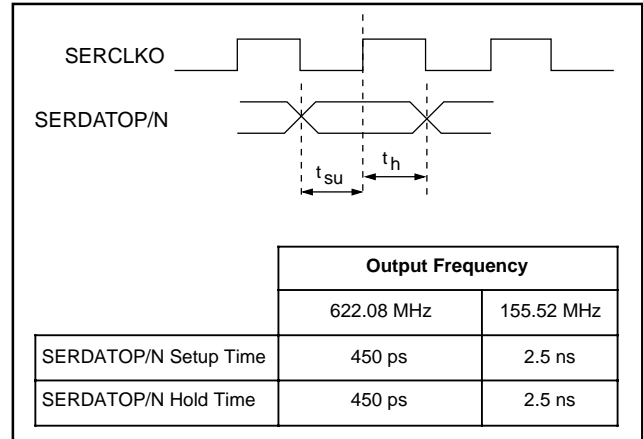 SERCLKO
SERDATOP/N
t su
t h
Output Frequency
622.08 MHz 155.52 MHz
SERDATOP/N Setup Time 450 ps 2.5 ns
SERDATOP/N Hold Time 450 ps 2.5 ns